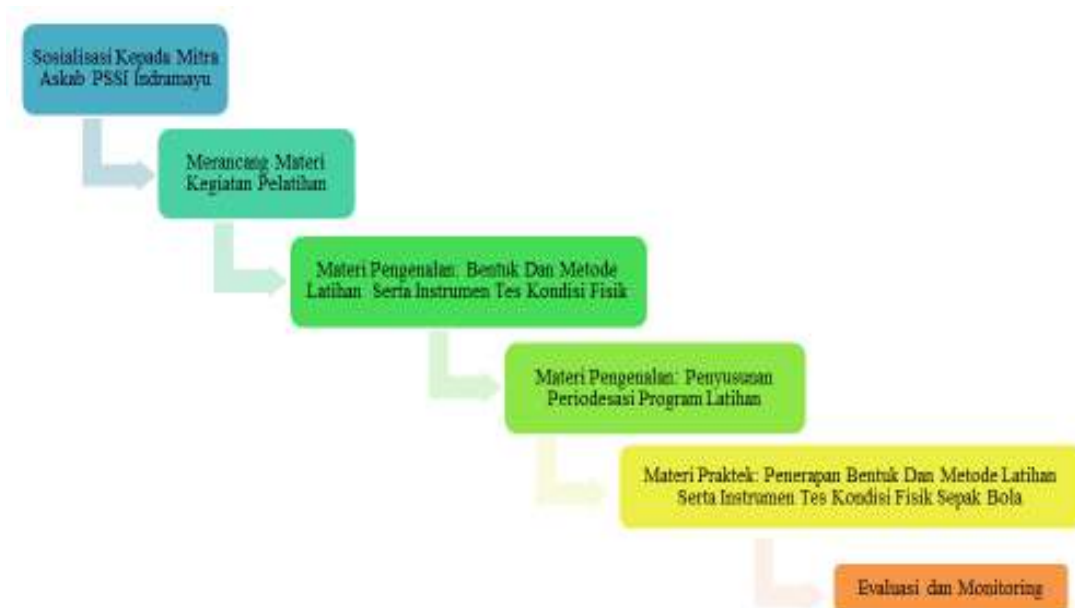 Sosialisasi Kepada Mitra
Askab PSSI Indramayu
Merancang Materi
Kegiatan Pelatihan
Materi Pengenalan: Bentuk Dan Metode
Latihan Serta Instrumen Tes Kondisi Fisik
Materi Pengenalan: Penyusunan
Periodesasi Program Latihan
Materi Praktek: Penerapan Bentuk Dan Metode Latihan
Serta Instrumen Tes Kondisi Fisik Sepak Bola
Evaluasi dan Monitoring